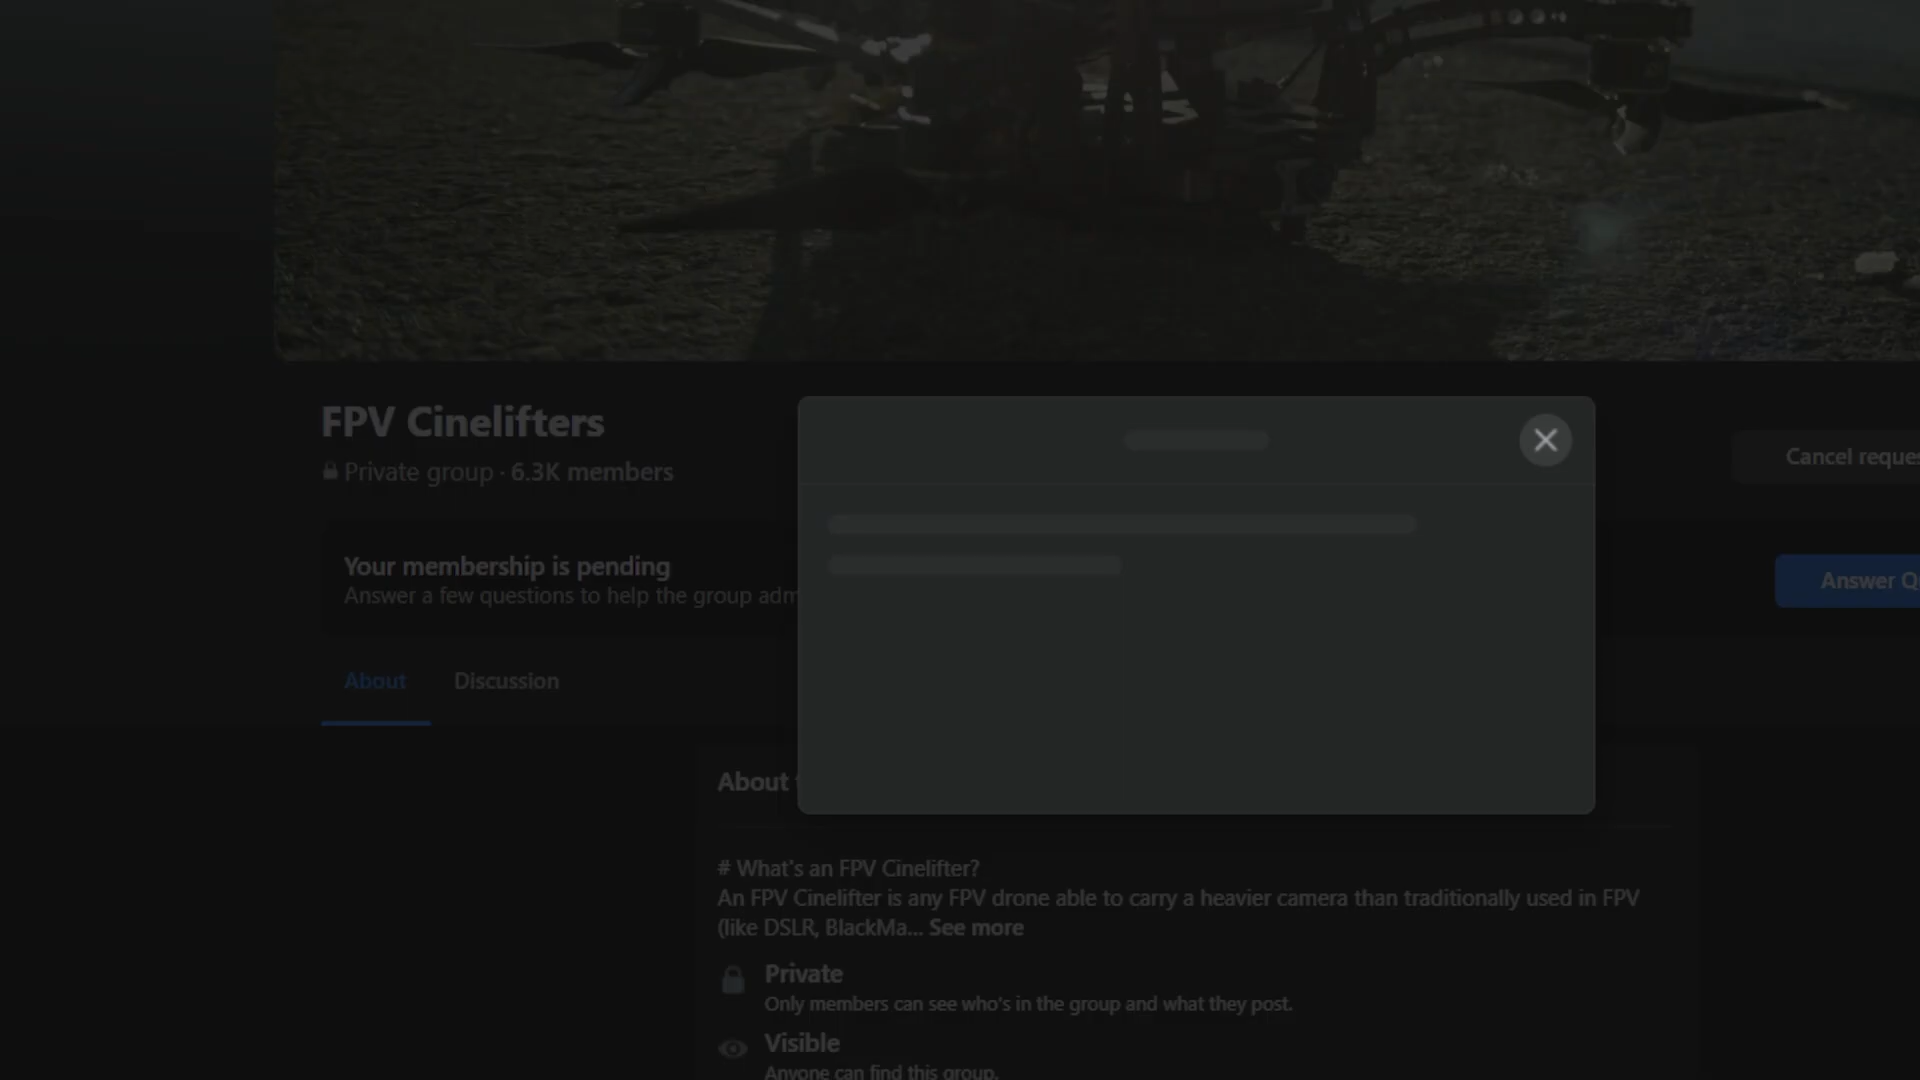 FPV Cinelifters
Private group · 6.3K members
Cancel
Your membership is pending
Answer a few questions to help the group
Answer
About
Discussion
About
# What's an FPV Cinelifter?
An FPV Cinelifter is any FPV drone able to carry a heavier camera than traditionally used in FPV
(like DSLR, BlackMa... See more
Private
Only members can see who's in the group and what they post.
Visible
Anyone can find this group.